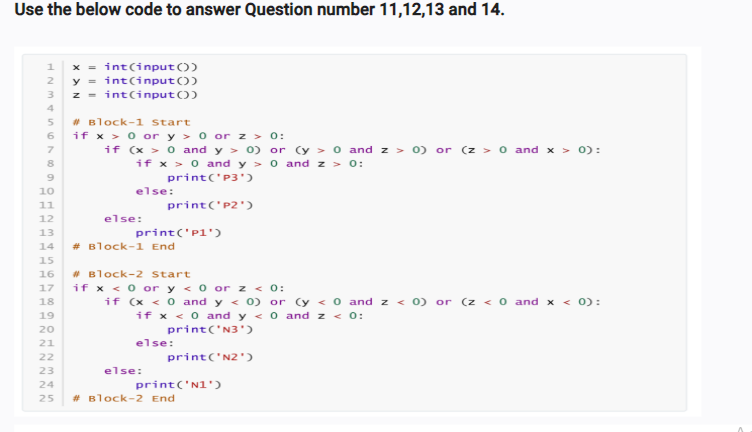 Use the below code to answer Question number 11,12,13 and 14.
1 x = int(input())
2 y = int(input())
3 z = int(input())
4
5 # Block-1 Start
6 if x > 0 or y > 0 or z > 0:
7     if (x > 0 and y > 0) or (y > 0 and z > 0) or (z > 0 and x > 0):
8         if x > 0 and y > 0 and z > 0:
9             print('P3')
10         else:
11             print('P2')
12     else:
13         print('P1')
14 # Block-1 End
15
16 # Block-2 Start
17 if x < 0 or y < 0 or z < 0:
18     if (x < 0 and y < 0) or (y < 0 and z < 0) or (z < 0 and x < 0):
19         if x < 0 and y < 0 and z < 0:
20             print('N3')
21         else:
22             print('N2')
23     else:
24         print('N1')
25 # Block-2 End